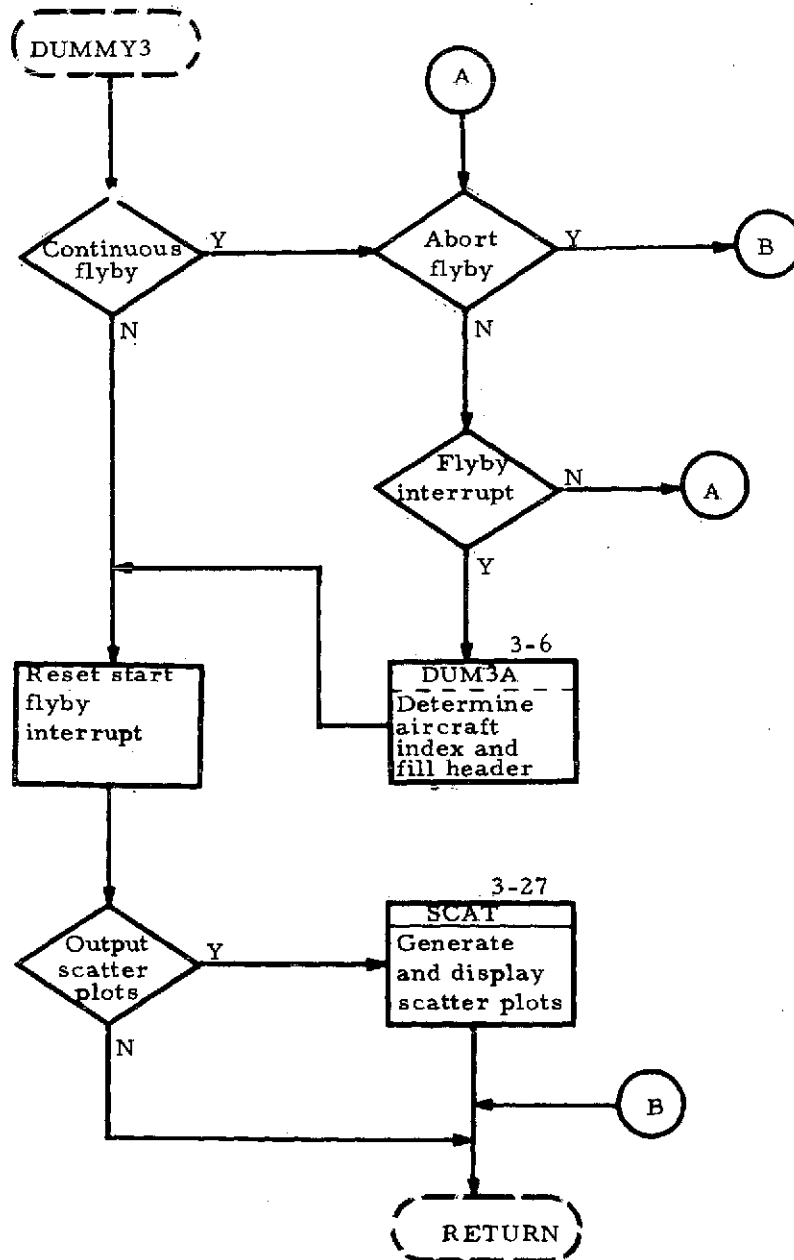 DUMMY3
A
Continuous
flyby
Y
Abort
flyby
Y
B
N
N
Flyby
interrupt
N
A
Y
3-6
Reset start
flyby
interrupt
DUM3A
Determine
aircraft
index and
fill header
3-27
Output
scatter
plots
Y
SCAT
Generate
and display
scatter plots
N
B
RETURN